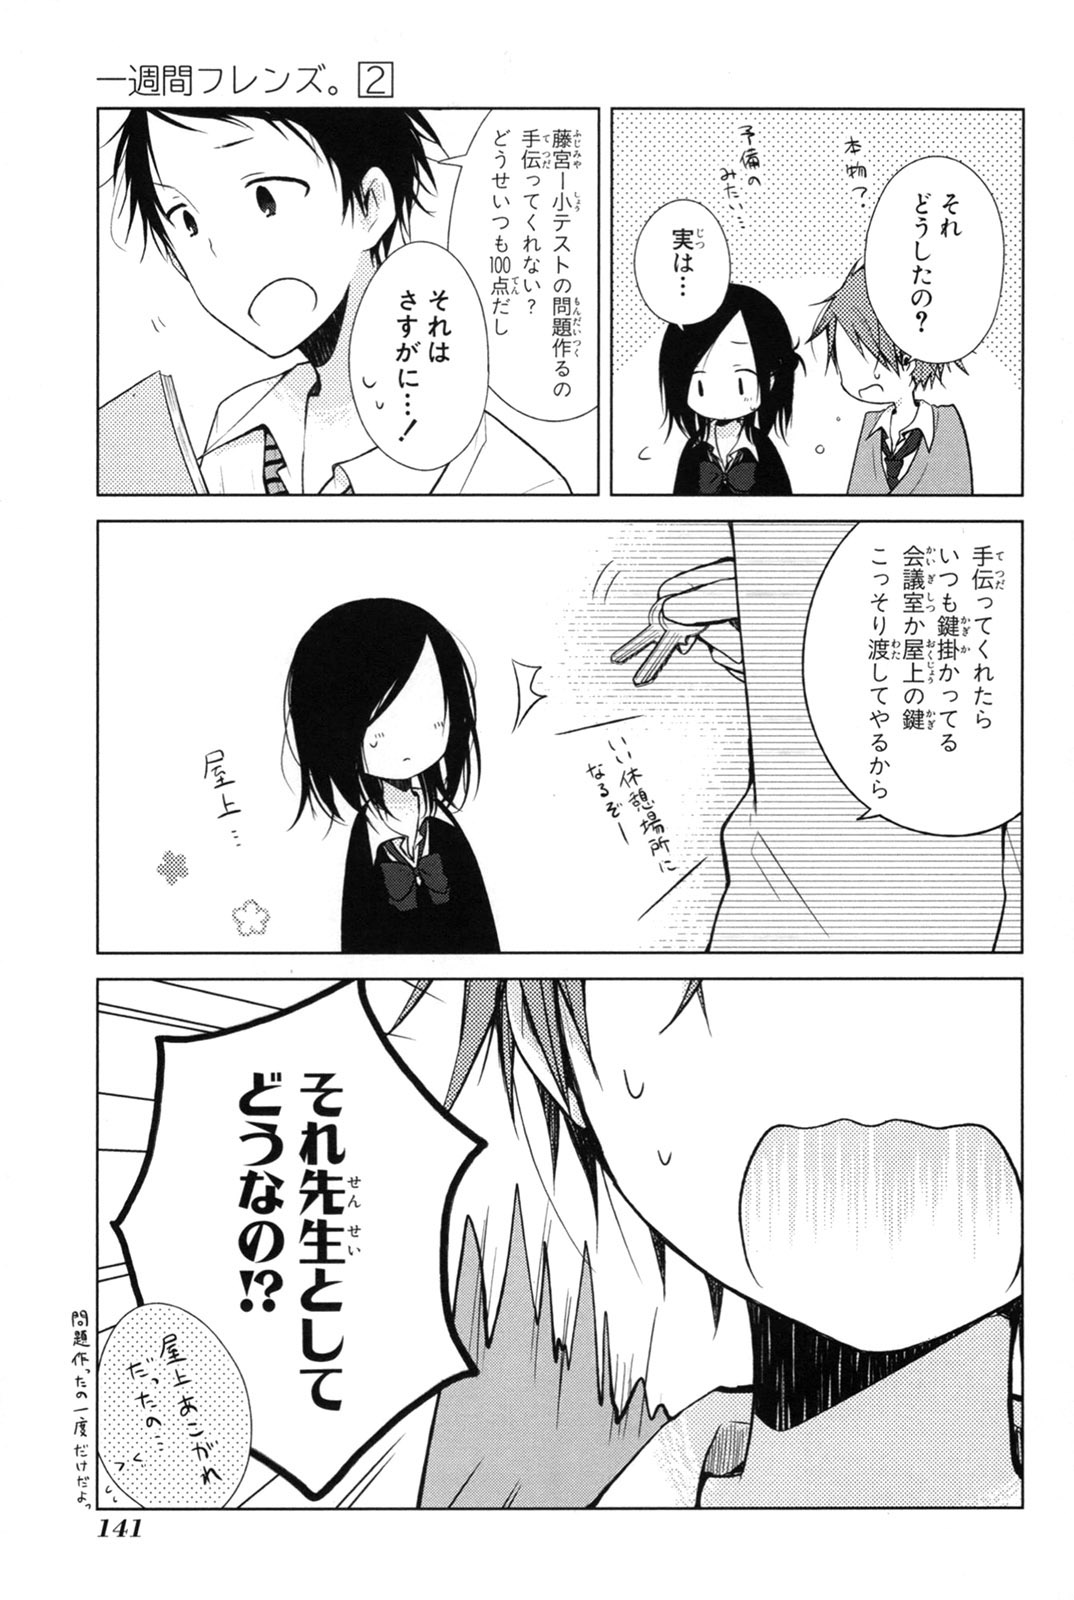 一週間フレンズ。2
それ
どうしたの?
本物?
予備の
みたい…
実は…
藤宮ー小テストの問題作るの
手伝ってくれない?
どうせいつも100点だし
それは
さすがに…!
手伝ってくれたら
いつも鍵掛かってる
会議室か屋上の鍵
こっそり渡してやるから
いい休憩場所に
なるぞー
屋上…
それ先生として
どうなの!?
屋上あこがれ
だったの…
問題作ったの一度だけだよっ
141